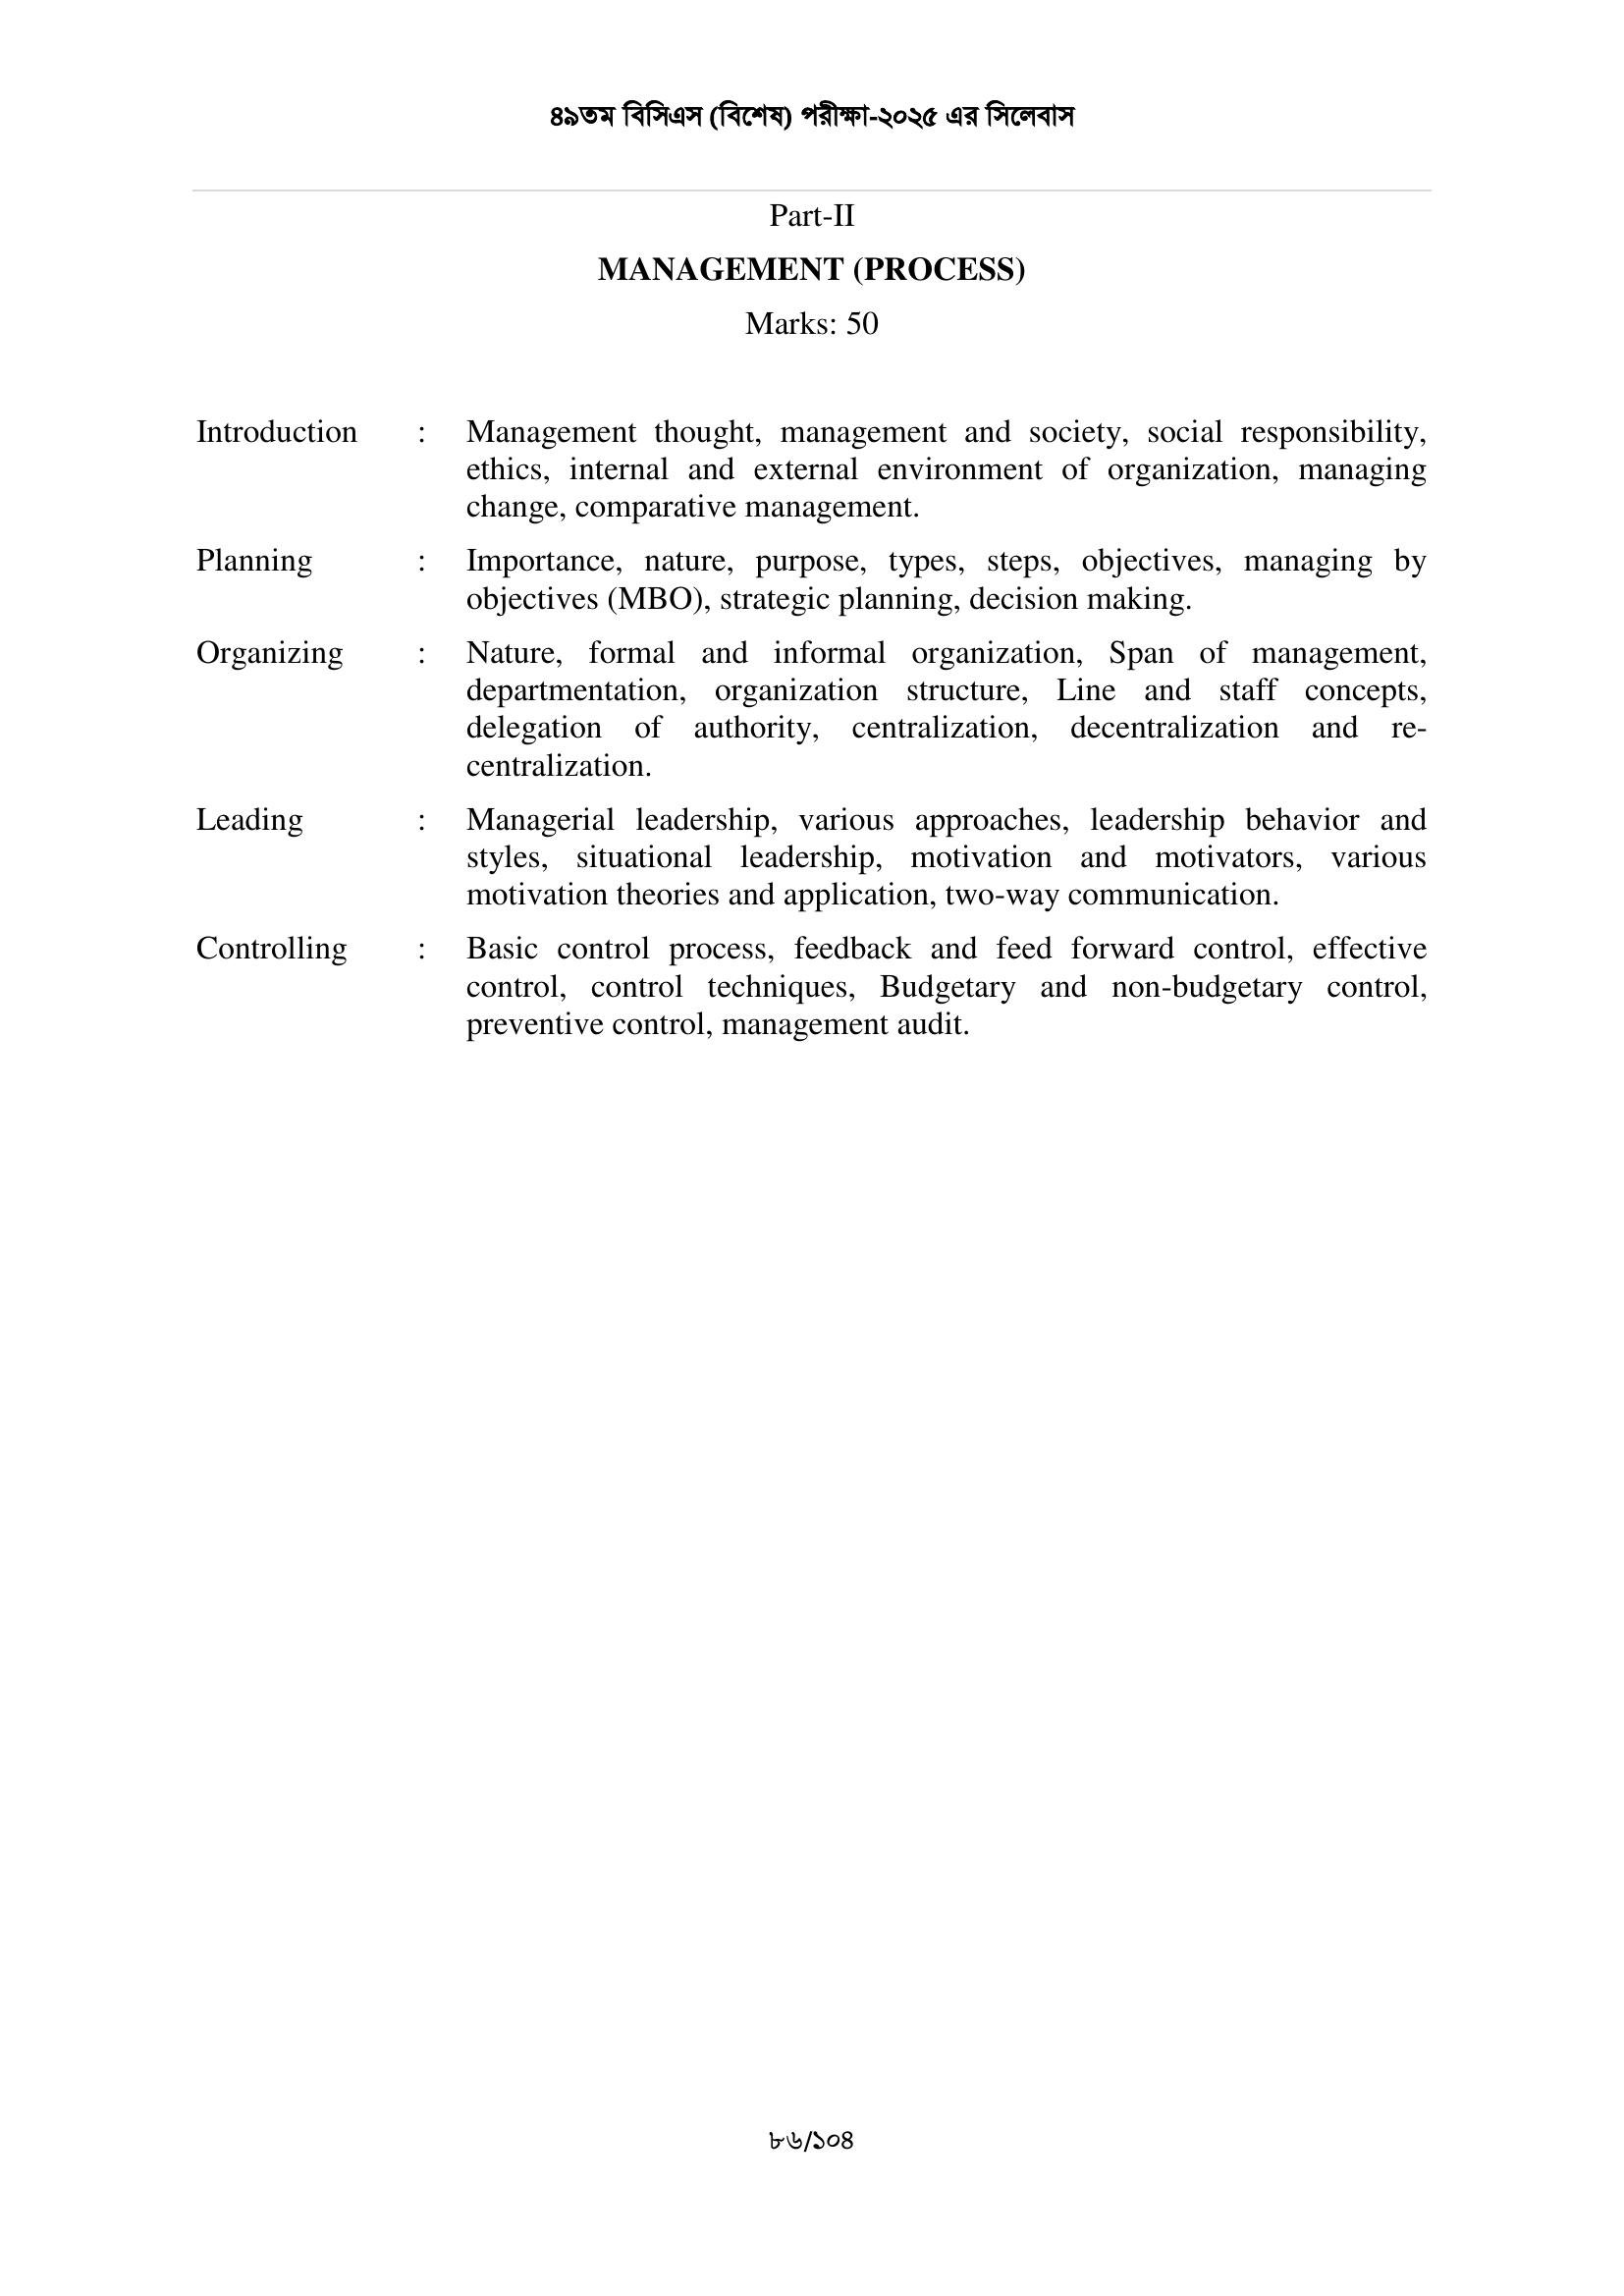 ৪৯তম বিসিএস (বিশেষ) পরীক্ষা-২০২৫ এর সিলেবাস
Part-II
MANAGEMENT (PROCESS)
Marks: 50
Introduction : Management thought, management and society, social responsibility,
ethics, internal and external environment of organization, managing
change, comparative management.
Planning : Importance, nature, purpose, types, steps, objectives, managing by
objectives (MBO), strategic planning, decision making.
Organizing : Nature, formal and informal organization, Span of management,
departmentation, organization structure, Line and staff concepts,
delegation of authority, centralization, decentralization and re-
centralization.
Leading : Managerial leadership, various approaches, leadership behavior and
styles, situational leadership, motivation and motivators, various
motivation theories and application, two-way communication.
Controlling : Basic control process, feedback and feed forward control, effective
control, control techniques, Budgetary and non-budgetary control,
preventive control, management audit.
৮৬/১০৪